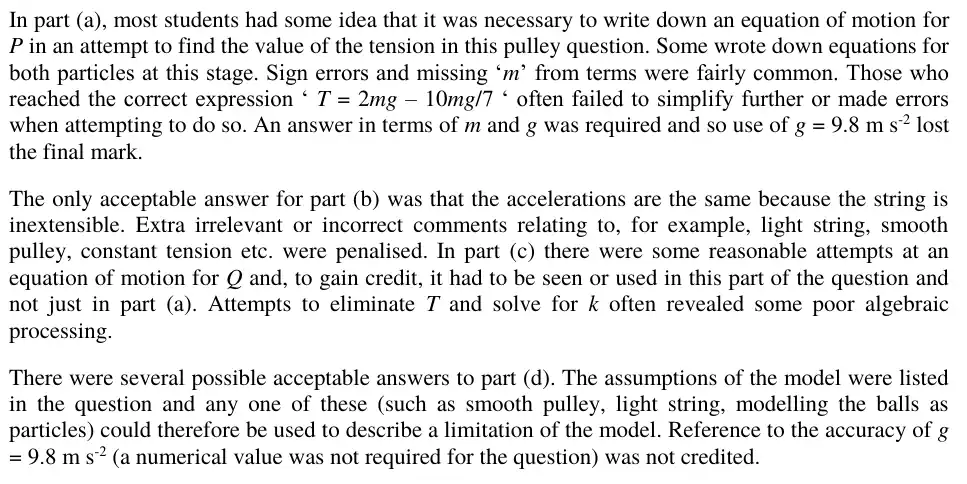 In part (a), most students had some idea that it was necessary to write down an equation of motion for
P in an attempt to find the value of the tension in this pulley question. Some wrote down equations for
both particles at this stage. Sign errors and missing ‘m’ from terms were fairly common. Those who
reached the correct expression ‘ T = 2mg – 10mg/7 ‘ often failed to simplify further or made errors
when attempting to do so. An answer in terms of m and g was required and so use of g = 9.8 m s⁻² lost
the final mark.
The only acceptable answer for part (b) was that the accelerations are the same because the string is
inextensible. Extra irrelevant or incorrect comments relating to, for example, light string, smooth
pulley, constant tension etc. were penalised. In part (c) there were some reasonable attempts at an
equation of motion for Q and, to gain credit, it had to be seen or used in this part of the question and
not just in part (a). Attempts to eliminate T and solve for k often revealed some poor algebraic
processing.
There were several possible acceptable answers to part (d). The assumptions of the model were listed
in the question and any one of these (such as smooth pulley, light string, modelling the balls as
particles) could therefore be used to describe a limitation of the model. Reference to the accuracy of g
= 9.8 m s⁻² (a numerical value was not required for the question) was not credited.